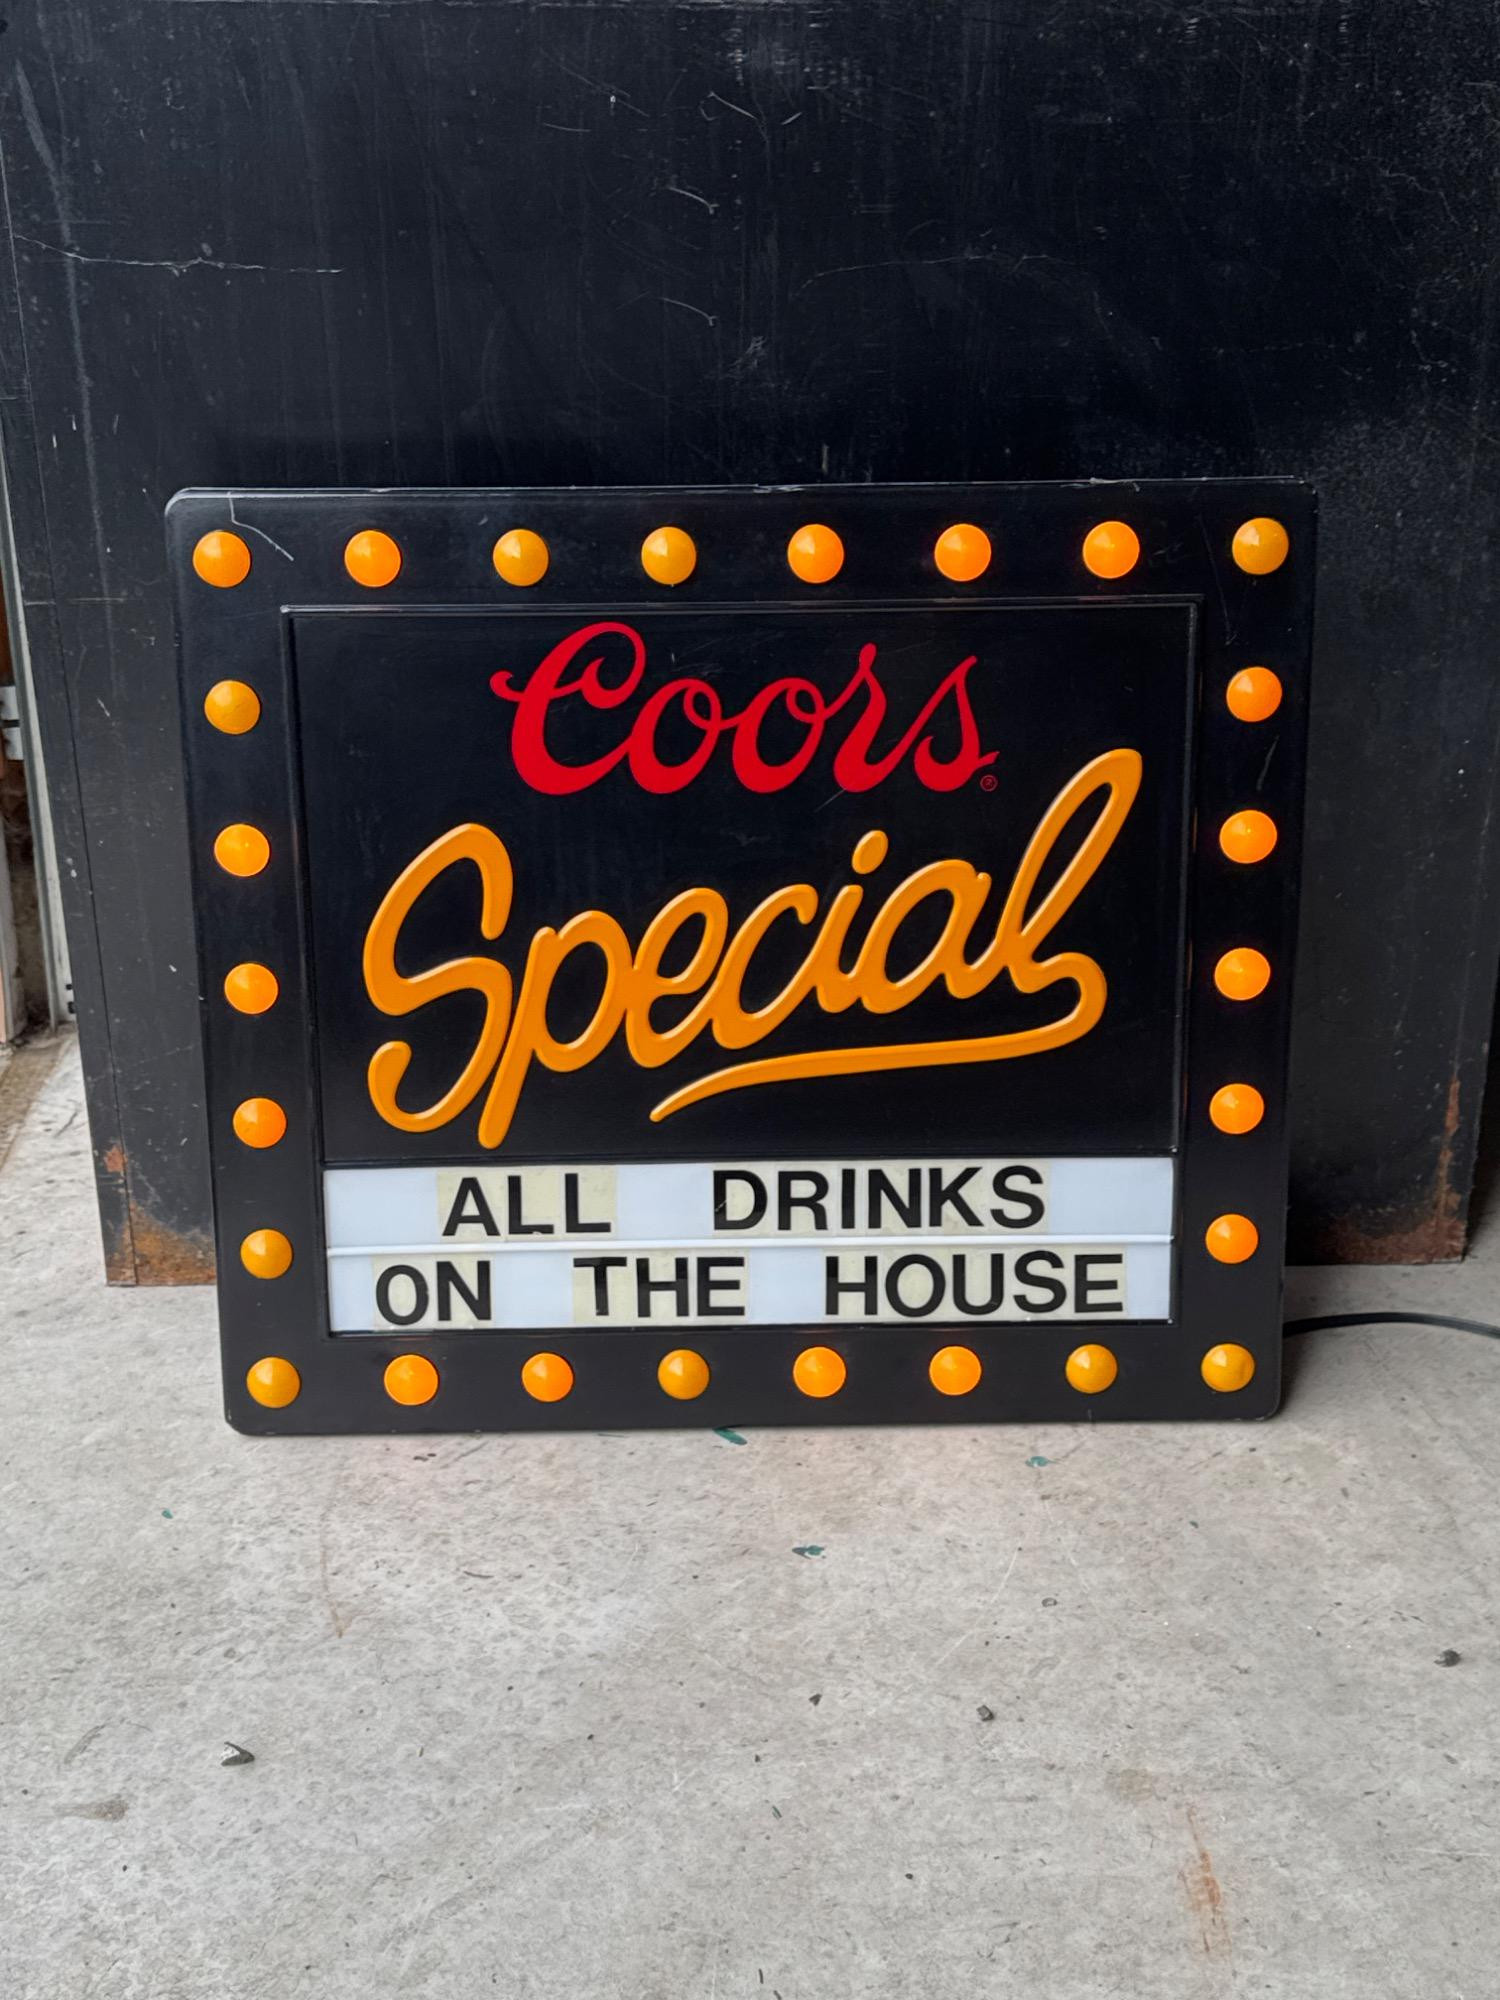 Coors®
Special
ALL DRINKS
ON THE HOUSE